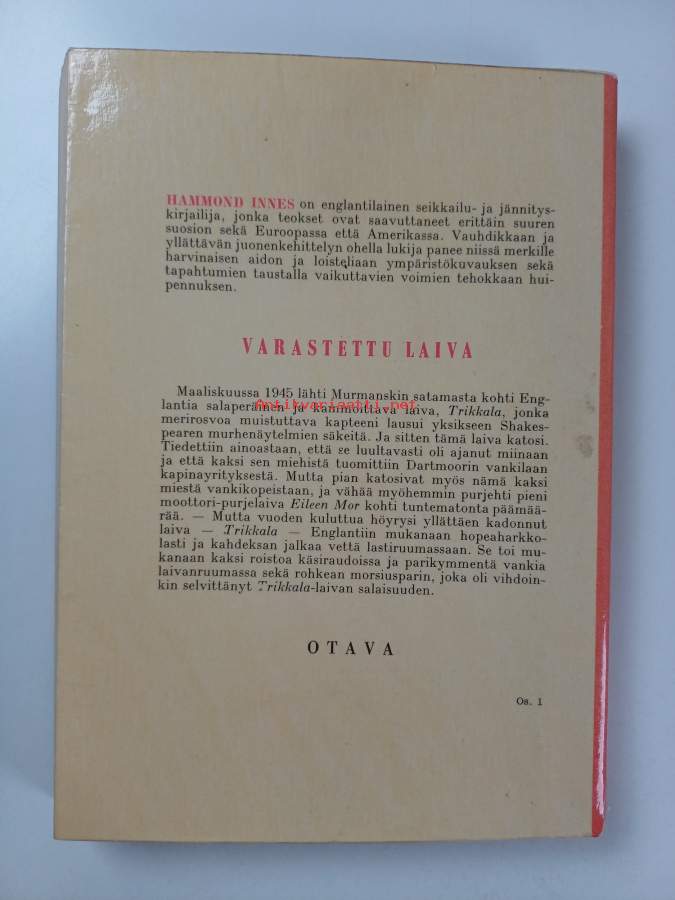 HAMMOND INNES on englantilainen seikkailu- ja jännitys-
kirjailija, jonka teokset ovat saavuttaneet erittäin suuren
suosion sekä Euroopassa että Amerikassa. Vauhdikkaan ja
yllättävän juonenkehittelyn ohella lukija panee niissä merkille
harvinaisen aidon ja loisteliaan ympäristökuvauksen sekä
tapahtumien taustalla vaikuttavien voimien tehokkaan hui-
pennuksen.
VARASTETTU LAIVA
Maaliskuussa 1945 lähti Murmanskin satamasta kohti Eng-
lantia salaperäinen ja kammoittava laiva, Trikkala, jonka
Antikvariaatti.net
merirosvoa muistuttava kapteeni lausui yksikseen Shakes-
pearen murhenäytelmien säkeitä. Ja sitten tämä laiva katosi.
Tiedettiin ainoastaan, että se luultavasti oli ajanut miinaan
ja että kaksi sen miehistä tuomittiin Dartmoorin vankilaan
kapinayrityksestä. Mutta pian katosivat myös nämä kaksi
miestä vankikopeistaan, ja vähää myöhemmin purjehti pieni
moottori-purjelaiva Eileen Mor kohti tuntematonta päämää-
rää. — Mutta vuoden kuluttua höyrysi yllättäen kadonnut
laiva — Trikkala — Englantiin mukanaan hopeaharkko-
lasti ja kahdeksan jalkaa vettä lastiruumassaan. Se toi mu-
kanaan kaksi roistoa käsiraudoissa ja parikymmentä vankia
laivanruumassa sekä rohkean morsiusparin, joka oli vihdoin-
kin selvittänyt Trikkala-laivan salaisuuden.
OTAVA
Os. 1